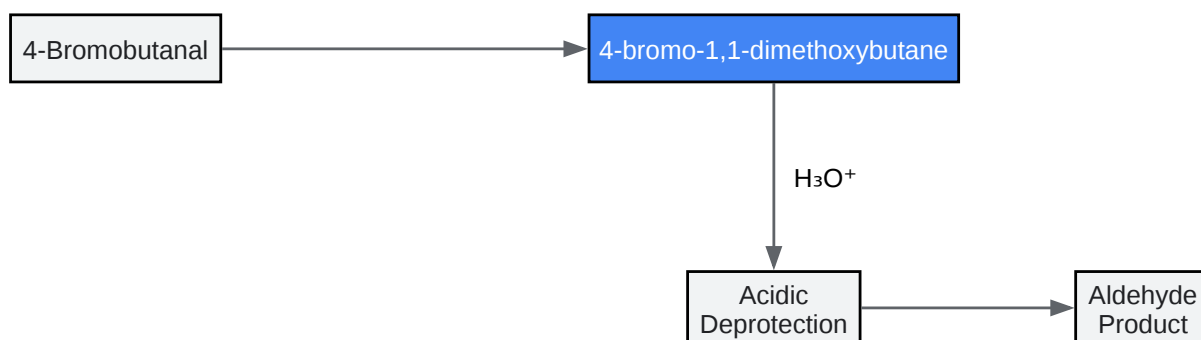 4-Bromobutanal
4-bromo-1,1-dimethoxybutane
H₃O⁺
Acidic
Deprotection
Aldehyde
Product